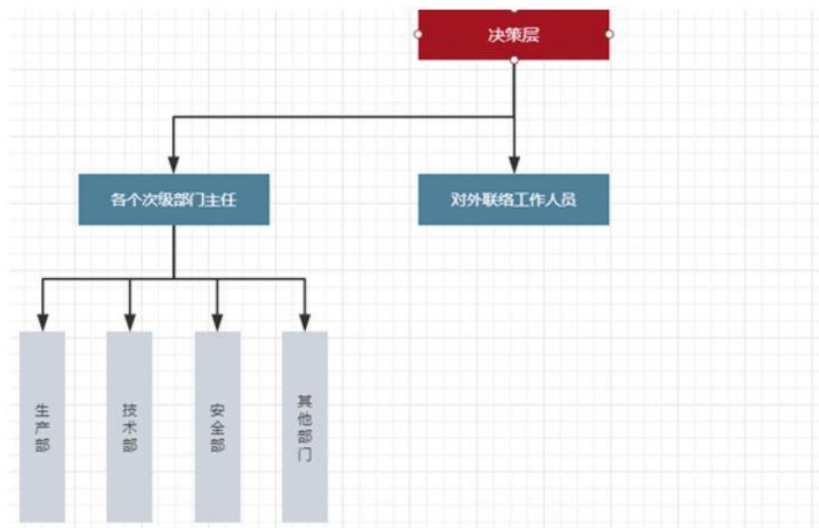 决策层
各个次级部门主任
对外联络工作人员
生产部
技术部
安全部
其他部门